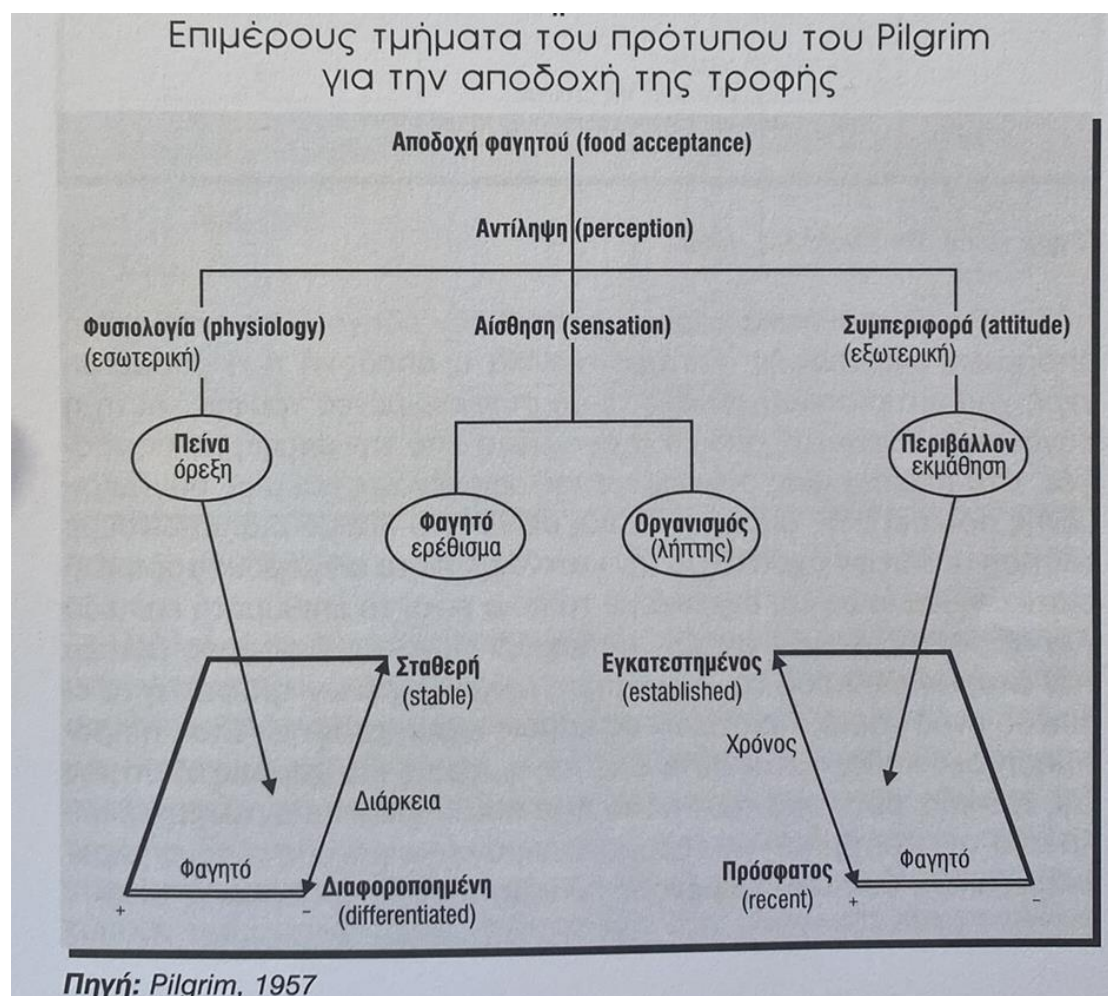 Επιμέρους τμήματα του πρότυπου του Pilgrim
για την αποδοχή της τροφής
Αποδοχή φαγητού (food acceptance)
Αντίληψη (perception)
Φυσιολογία (physiology)
(εσωτερική)
Αίσθηση (sensation)
Συμπεριφορά (attitude)
(εξωτερική)
Πείνα
όρεξη
Περιβάλλον
εκμάθηση
Φαγητό
ερέθισμα
Οργανισμός
(λήπτης)
Σταθερή
(stable)
Διάρκεια
Φαγητό
+
–
Διαφοροποιημένη
(differentiated)
Εγκατεστημένος
(established)
Χρόνος
Πρόσφατος
(recent)
Φαγητό
+
–
Πηγή: Pilgrim, 1957